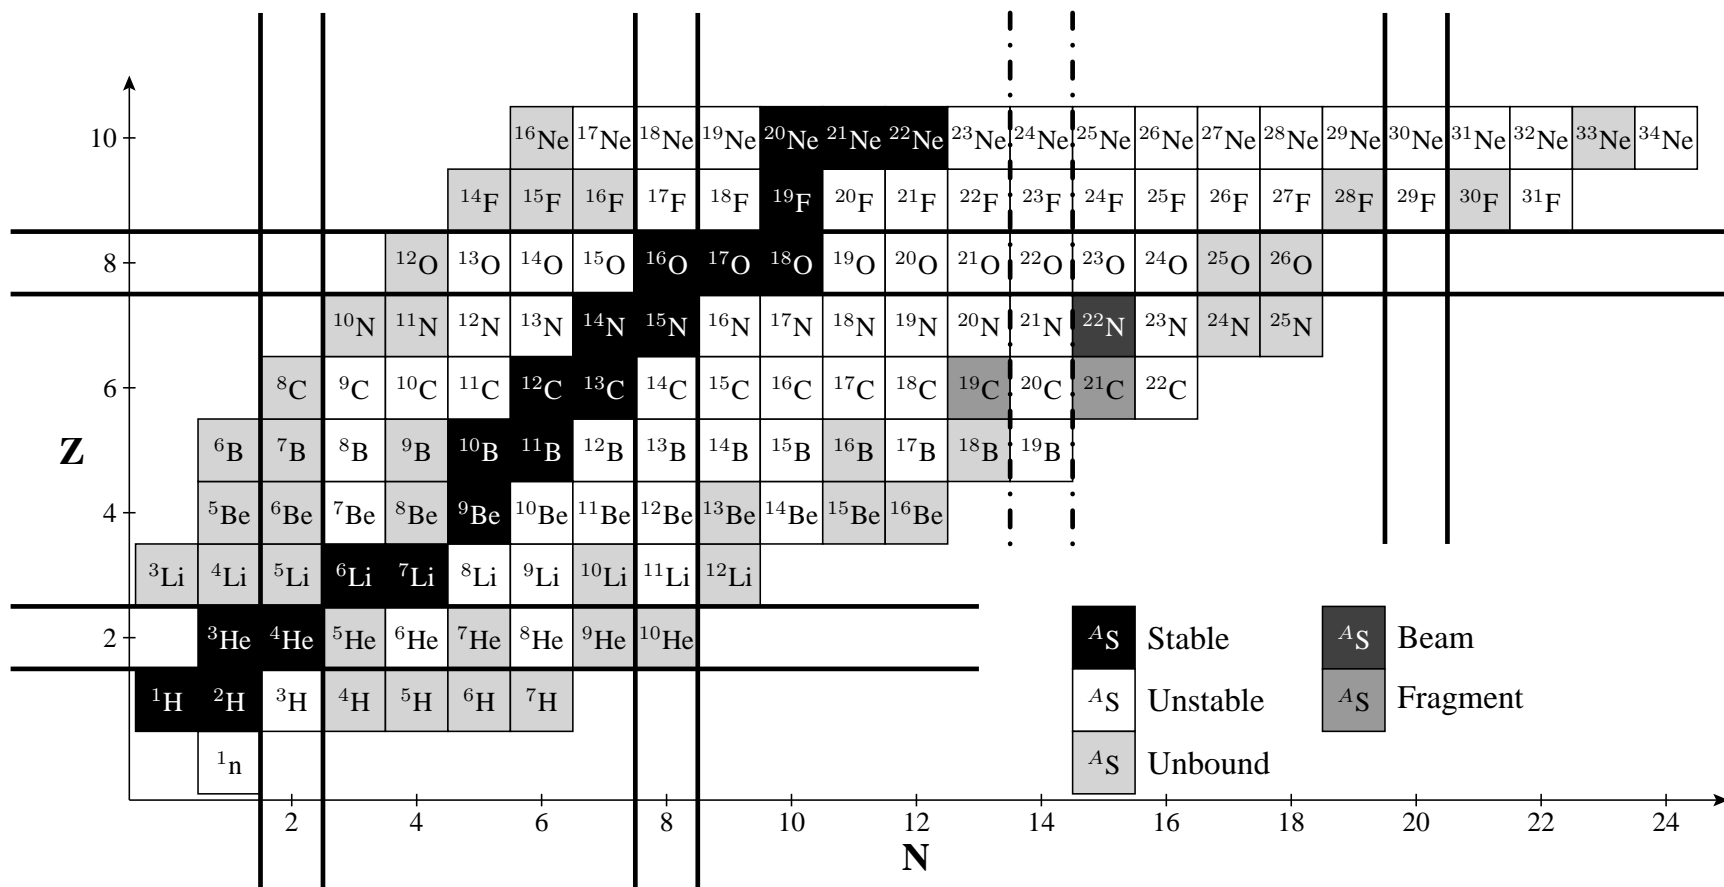 10 ¹⁶Ne ¹⁷Ne ¹⁸Ne ¹⁹Ne ²⁰Ne ²¹Ne ²²Ne ²³Ne ²⁴Ne ²⁵Ne ²⁶Ne ²⁷Ne ²⁸Ne ²⁹Ne ³⁰Ne ³¹Ne ³²Ne ³³Ne ³⁴Ne
¹⁴F ¹⁵F ¹⁶F ¹⁷F ¹⁸F ¹⁹F ²⁰F ²¹F ²²F ²³F ²⁴F ²⁵F ²⁶F ²⁷F ²⁸F ²⁹F ³⁰F ³¹F
8 ¹²O ¹³O ¹⁴O ¹⁵O ¹⁶O ¹⁷O ¹⁸O ¹⁹O ²⁰O ²¹O ²²O ²³O ²⁴O ²⁵O ²⁶O
¹⁰N ¹¹N ¹²N ¹³N ¹⁴N ¹⁵N ¹⁶N ¹⁷N ¹⁸N ¹⁹N ²⁰N ²¹N ²²N ²³N ²⁴N ²⁵N
6 ⁸C ⁹C ¹⁰C ¹¹C ¹²C ¹³C ¹⁴C ¹⁵C ¹⁶C ¹⁷C ¹⁸C ¹⁹C ²⁰C ²¹C ²²C
Z ⁶B ⁷B ⁸B ⁹B ¹⁰B ¹¹B ¹²B ¹³B ¹⁴B ¹⁵B ¹⁶B ¹⁷B ¹⁸B ¹⁹B
4 ⁵Be ⁶Be ⁷Be ⁸Be ⁹Be ¹⁰Be ¹¹Be ¹²Be ¹³Be ¹⁴Be ¹⁵Be ¹⁶Be
³Li ⁴Li ⁵Li ⁶Li ⁷Li ⁸Li ⁹Li ¹⁰Li ¹¹Li ¹²Li
2 ³He ⁴He ⁵He ⁶He ⁷He ⁸He ⁹He ¹⁰He
¹H ²H ³H ⁴H ⁵H ⁶H ⁷H
¹n
ᴬS Stable ᴬS Beam
ᴬS Unstable ᴬS Fragment
ᴬS Unbound
2 4 6 8 10 12 14 16 18 20 22 24
N